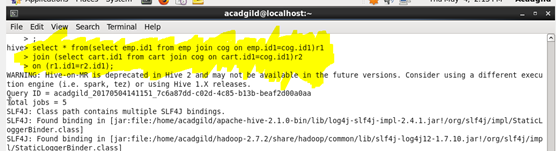 acadgild@localhost:~
File Edit View Search Terminal Help
> ;
hive> select * from(select emp.id1 from emp join cog on emp.id1=cog.id1)r1
> join (select cart.id1 from cart join cog on cart.id1=cog.id1)r2
> on (r1.id1=r2.id1);
WARNING: Hive-on-MR is deprecated in Hive 2 and may not be available in the future versions. Consider using a different execu
tion engine (i.e. spark, tez) or using Hive 1.X releases.
Query ID = acadgild_20170504141151_7c6a87dd-c02d-4c85-b13b-beaf2d00a0aa
Total jobs = 5
SLF4J: Class path contains multiple SLF4J bindings.
SLF4J: Found binding in [jar:file:/home/acadgild/apache-hive-2.1.0-bin/lib/log4j-slf4j-impl-2.4.1.jar!/org/slf4j/impl/StaticL
oggerBinder.class]
SLF4J: Found binding in [jar:file:/home/acadgild/hadoop-2.7.2/share/hadoop/common/lib/slf4j-log4j12-1.7.10.jar!/org/slf4j/impl
/StaticLoggerBinder.class]